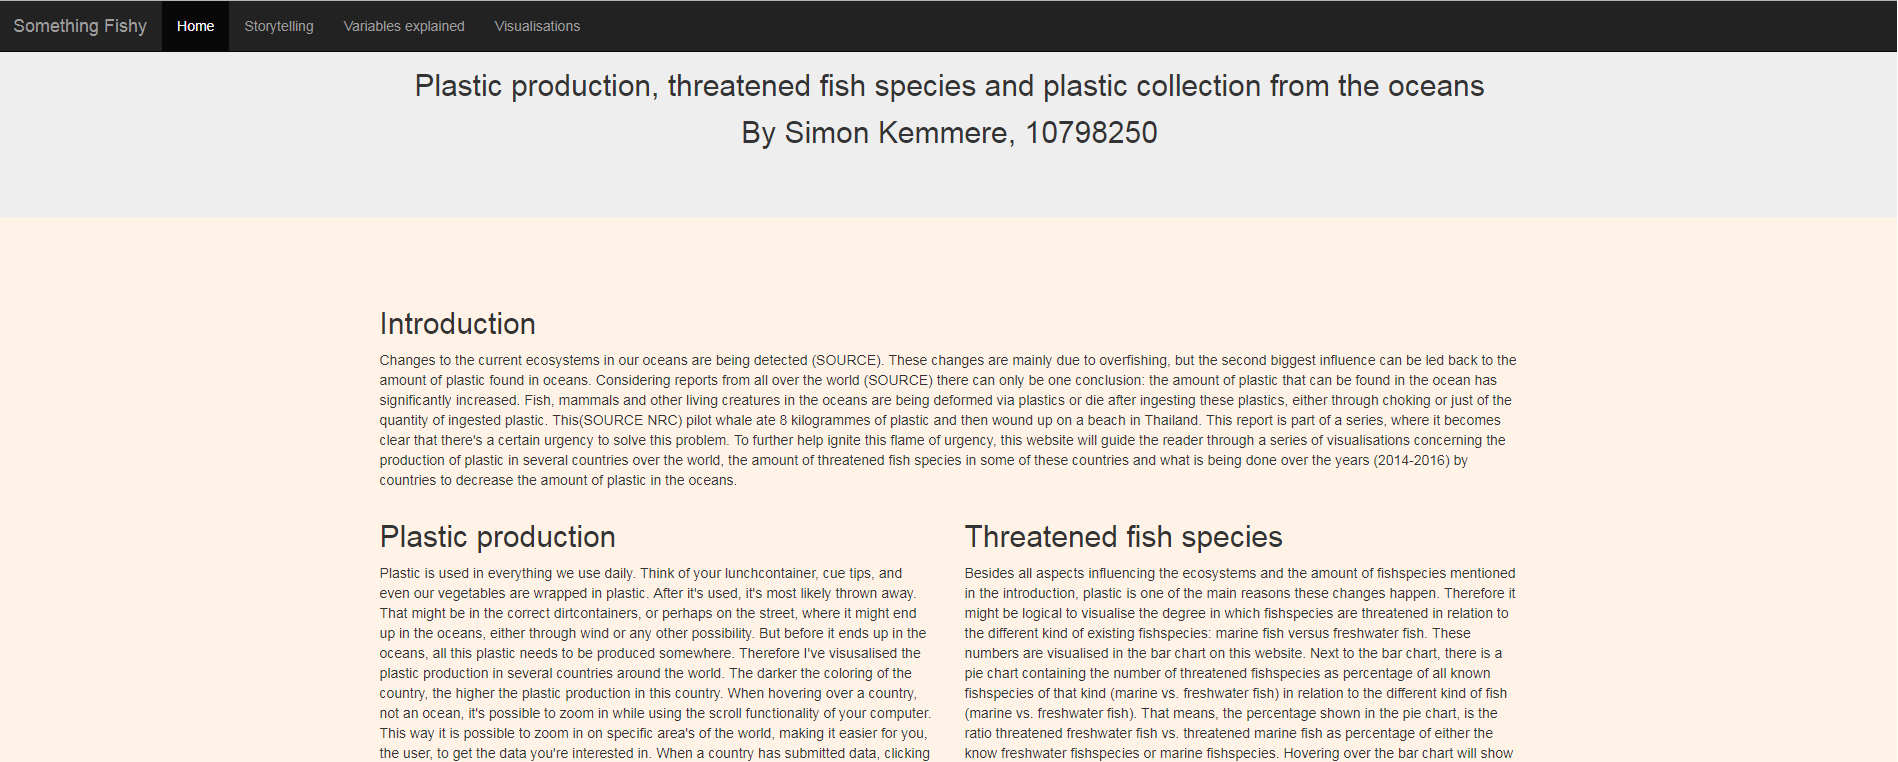 Something Fishy Home Storytelling Variables explained Visualisations
Plastic production, threatened fish species and plastic collection from the oceans
By Simon Kemmere, 10798250
Introduction
Changes to the current ecosystems in our oceans are being detected (SOURCE). These changes are mainly due to overfishing, but the second biggest influence can be led back to the
amount of plastic found in oceans. Considering reports from all over the world (SOURCE) there can only be one conclusion: the amount of plastic that can be found in the ocean has
significantly increased. Fish, mammals and other living creatures in the oceans are being deformed via plastics or die after ingesting these plastics, either through choking or just of the
quantity of ingested plastic. This(SOURCE NRC) pilot whale ate 8 kilogrammes of plastic and then wound up on a beach in Thailand. This report is part of a series, where it becomes
clear that there's a certain urgency to solve this problem. To further help ignite this flame of urgency, this website will guide the reader through a series of visualisations concerning the
production of plastic in several countries over the world, the amount of threatened fish species in some of these countries and what is being done over the years (2014-2016) by
countries to decrease the amount of plastic in the oceans.
Plastic production
Plastic is used in everything we use daily. Think of your lunchcontainer, cue tips, and
even our vegetables are wrapped in plastic. After it's used, it's most likely thrown away.
That might be in the correct dirtcontainers, or perhaps on the street, where it might end
up in the oceans, either through wind or any other possibility. But before it ends up in the
oceans, all this plastic needs to be produced somewhere. Therefore I've visusalised the
plastic production in several countries around the world. The darker the coloring of the
country, the higher the plastic production in this country. When hovering over a country,
not an ocean, it's possible to zoom in while using the scroll functionality of your computer.
This way it is possible to zoom in on specific area's of the world, making it easier for you,
the user, to get the data you're interested in. When a country has submitted data, clicking
Threatened fish species
Besides all aspects influencing the ecosystems and the amount of fishspecies mentioned
in the introduction, plastic is one of the main reasons these changes happen. Therefore it
might be logical to visualise the degree in which fishspecies are threatened in relation to
the different kind of existing fishspecies: marine fish versus freshwater fish. These
numbers are visualised in the bar chart on this website. Next to the bar chart, there is a
pie chart containing the number of threatened fishspecies as percentage of all known
fishspecies of that kind (marine vs. freshwater fish) in relation to the different kind of fish
(marine vs. freshwater fish). That means, the percentage shown in the pie chart, is the
ratio threatened freshwater fish vs. threatened marine fish as percentage of either the
know freshwater fishspecies or marine fishspecies. Hovering over the bar chart will show